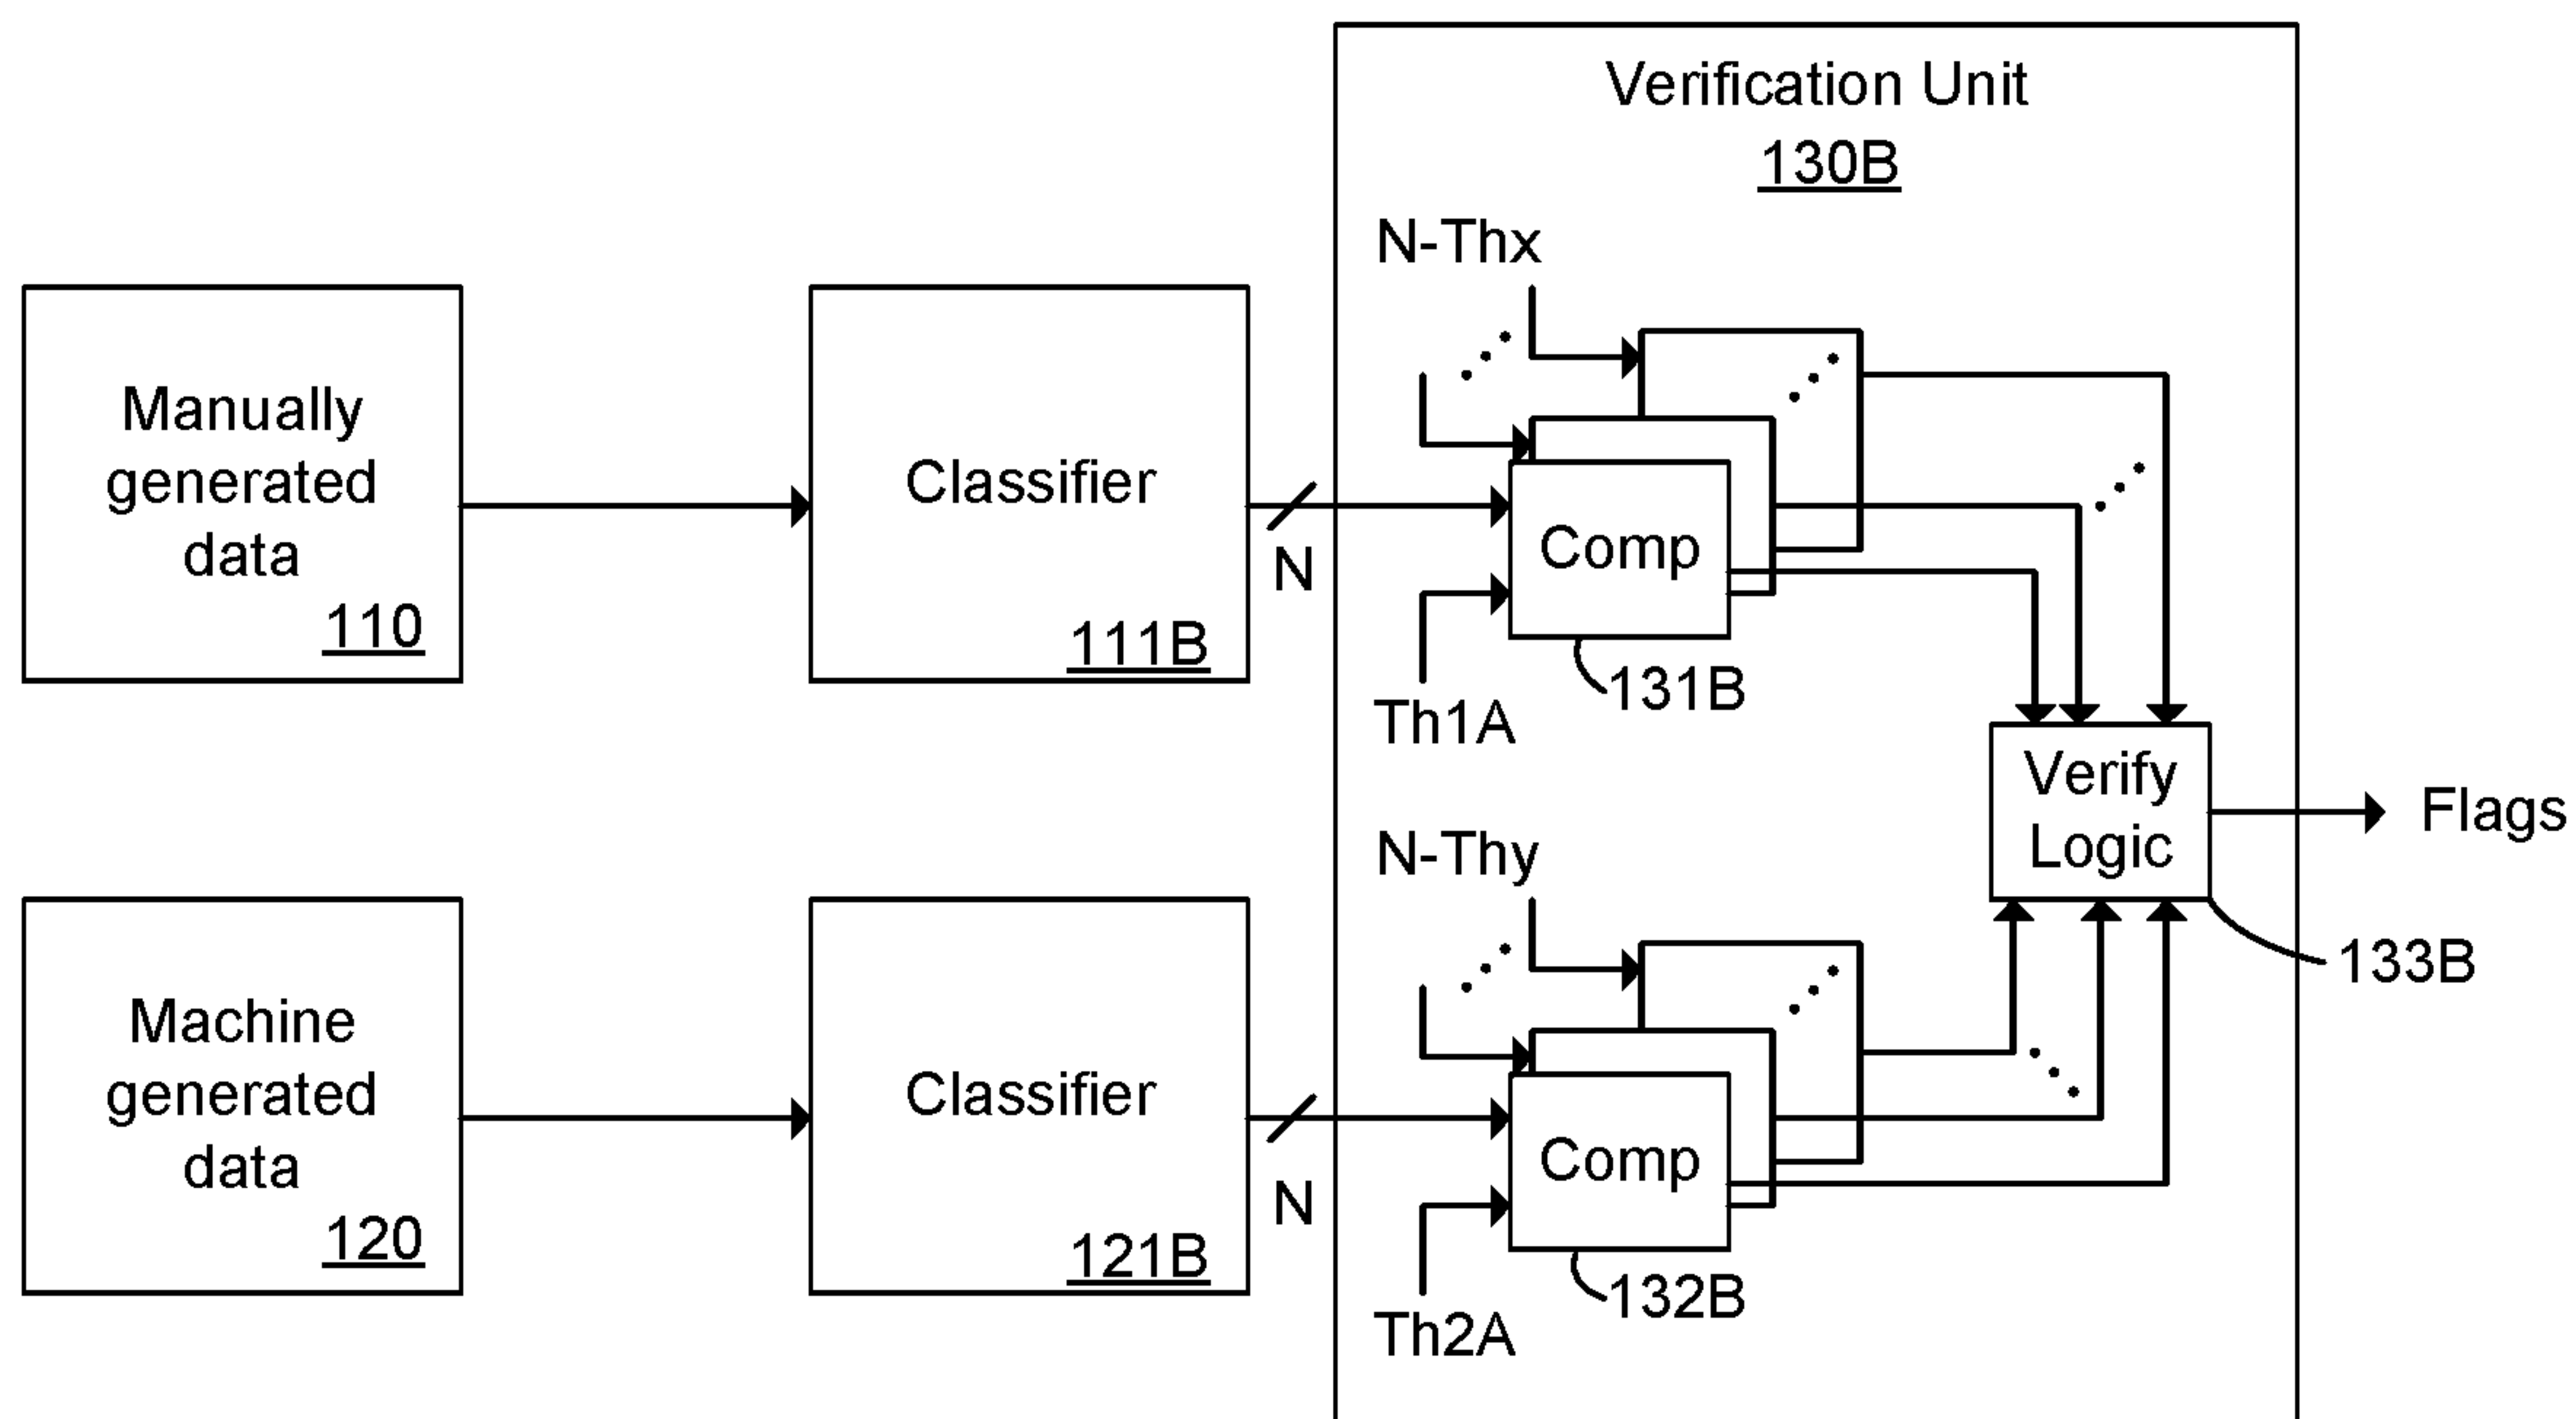 Verification Unit
130B
N-Thx
Manually
generated
data
110
Classifier
111B
N
Comp
131B
Th1A
Verify
Logic
133B
Flags
N-Thy
Machine
generated
data
120
Classifier
121B
N
Comp
132B
Th2A